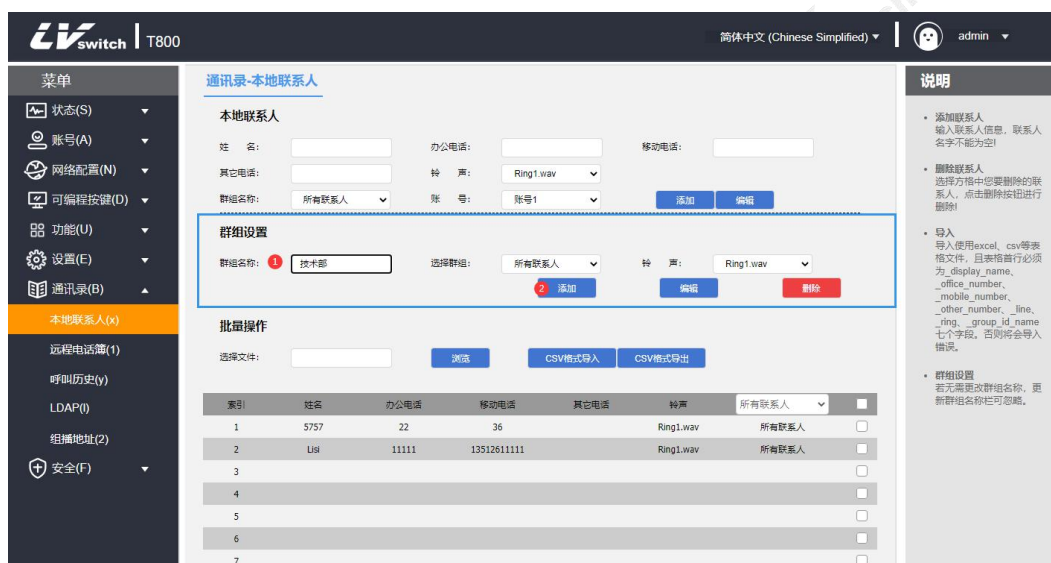 LVswitch T800
简体中文 (Chinese Simplified)
admin
菜单
状态(S)
账号(A)
网络配置(N)
可编程按键(D)
功能(U)
设置(E)
通讯录(B)
本地联系人(x)
远程电话簿(1)
呼叫历史(y)
LDAP(l)
组播地址(2)
安全(F)
通讯录-本地联系人
本地联系人
姓 名: 办公电话: 移动电话:
其它电话: 铃 声: Ring1.wav
群组名称: 所有联系人 账 号: 账号1 添加 编辑
群组设置
群组名称: 1 技术部 选择群组: 所有联系人 铃 声: Ring1.wav
2 添加 编辑 删除
批量操作
选择文件: 浏览 CSV格式导入 CSV格式导出
索引 姓名 办公电话 移动电话 其它电话 铃声 所有联系人
1 5757 22 36 Ring1.wav 所有联系人
2 Lisi 11111 13512611111 Ring1.wav 所有联系人
3
4
5
6
7
说明
添加联系人
输入联系人信息，联系人
名字不能为空!
删除联系人
选择方格中您要删除的联
系人，点击删除按钮进行
删除!
导入
导入使用excel、csv等表
格文件，且表格首行必须
为_display_name、
_office_number、
_mobile_number、
_other_number、_line、
_ring、_group_id_name
七个字段。否则将会导入
错误。
群组设置
若无需更改群组名称，更
新群组名称栏可忽略。